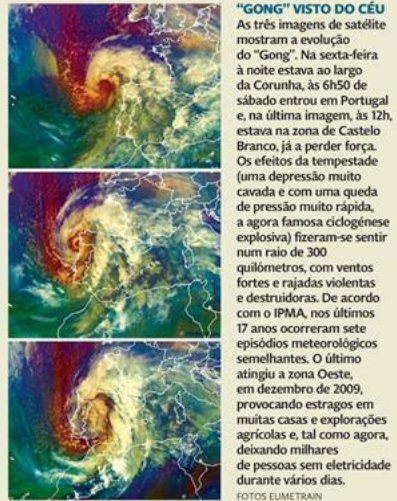 “GONG” VISTO DO CÉU
As três imagens de satélite
mostram a evolução
do “Gong”. Na sexta-feira
à noite estava ao largo
da Corunha, às 6h50 de
sábado entrou em Portugal
e, na última imagem, às 12h,
estava na zona de Castelo
Branco, já a perder força.
Os efeitos da tempestade
(uma depressão muito
cavada e com uma queda
de pressão muito rápida,
a agora famosa ciclogénese
explosiva) fizeram-se sentir
num raio de 300
quilómetros, com ventos
fortes e rajadas violentas
e destruidoras. De acordo
com o IPMA, nos últimos
17 anos ocorreram sete
episódios meteorológicos
semelhantes. O último
atingiu a zona Oeste,
em dezembro de 2009,
provocando estragos em
muitas casas e explorações
agrícolas e, tal como agora,
deixando milhares
de pessoas sem eletricidade
durante vários dias.
FOTOS EUMETRAIN